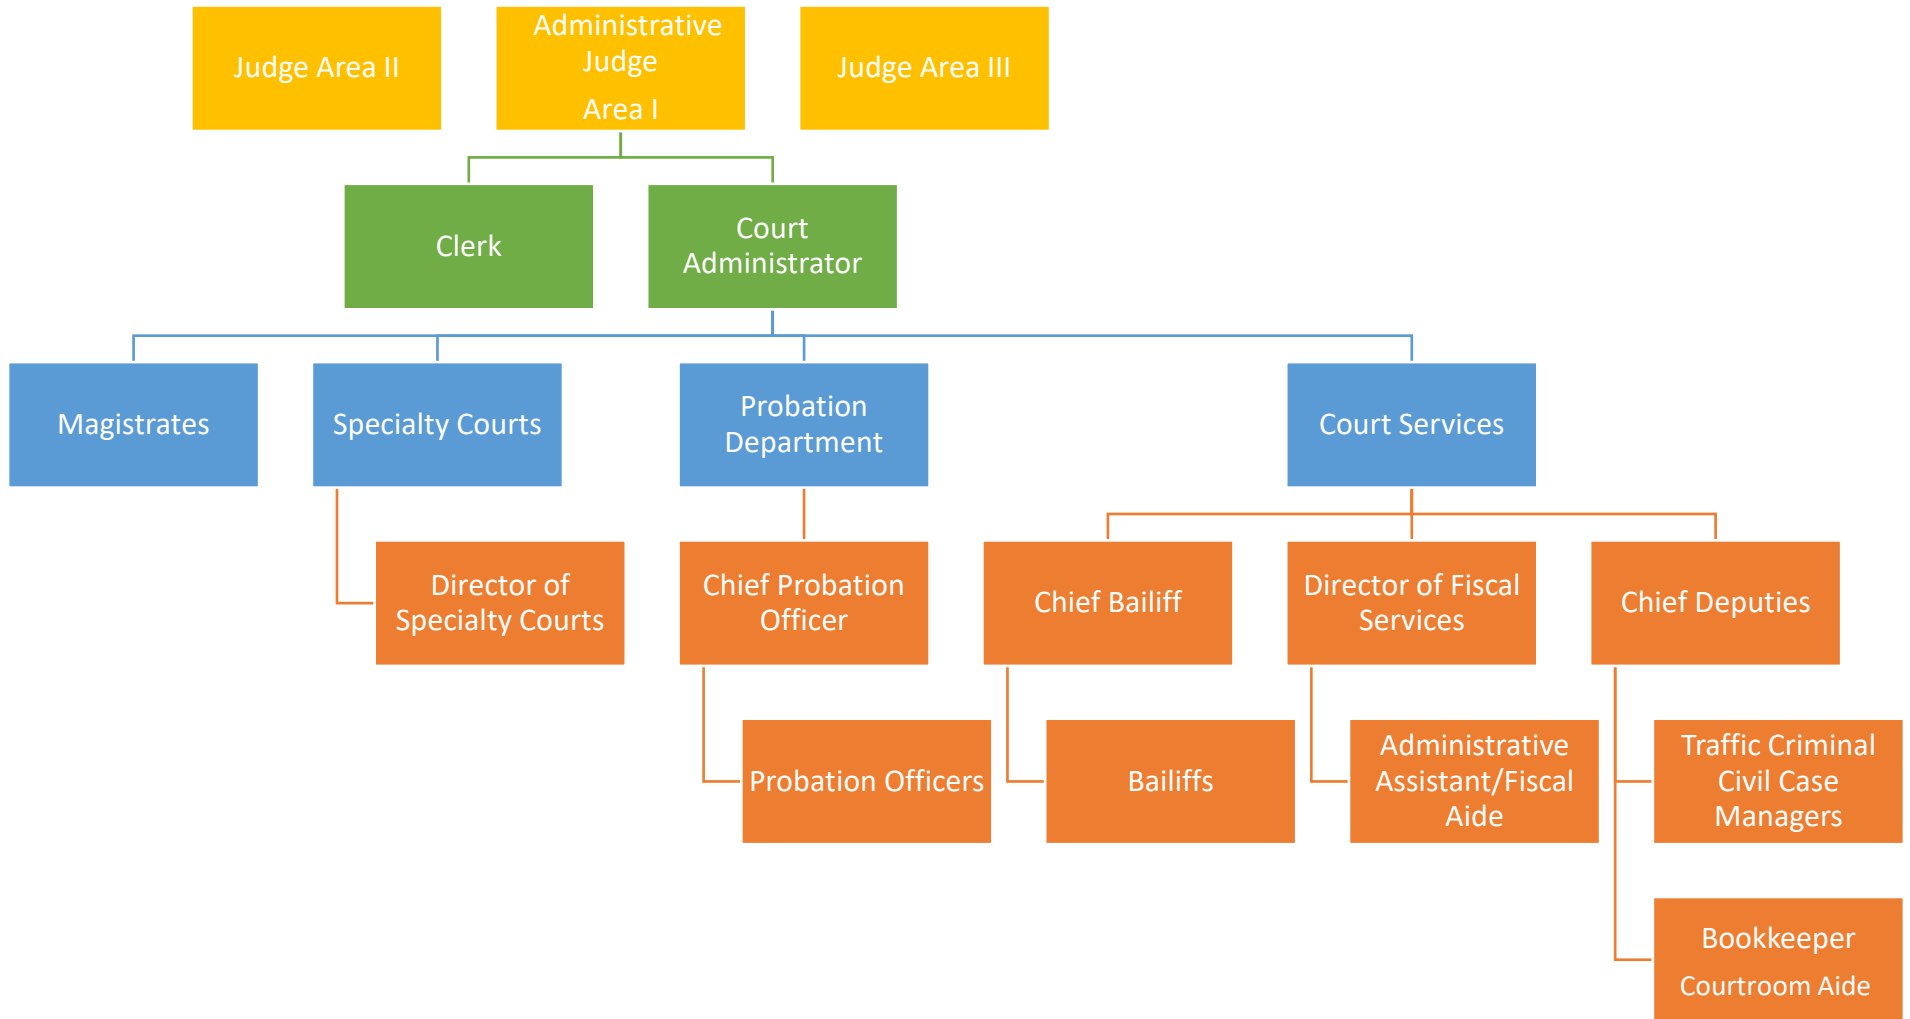 Judge Area II
Administrative
Judge
Area I
Judge Area III
Clerk
Court
Administrator
Magistrates
Specialty Courts
Probation
Department
Court Services
Director of
Specialty Courts
Chief Probation
Officer
Chief Bailiff
Director of Fiscal
Services
Chief Deputies
Probation Officers
Bailiffs
Administrative
Assistant/Fiscal
Aide
Traffic Criminal
Civil Case
Managers
Bookkeeper
Courtroom Aide